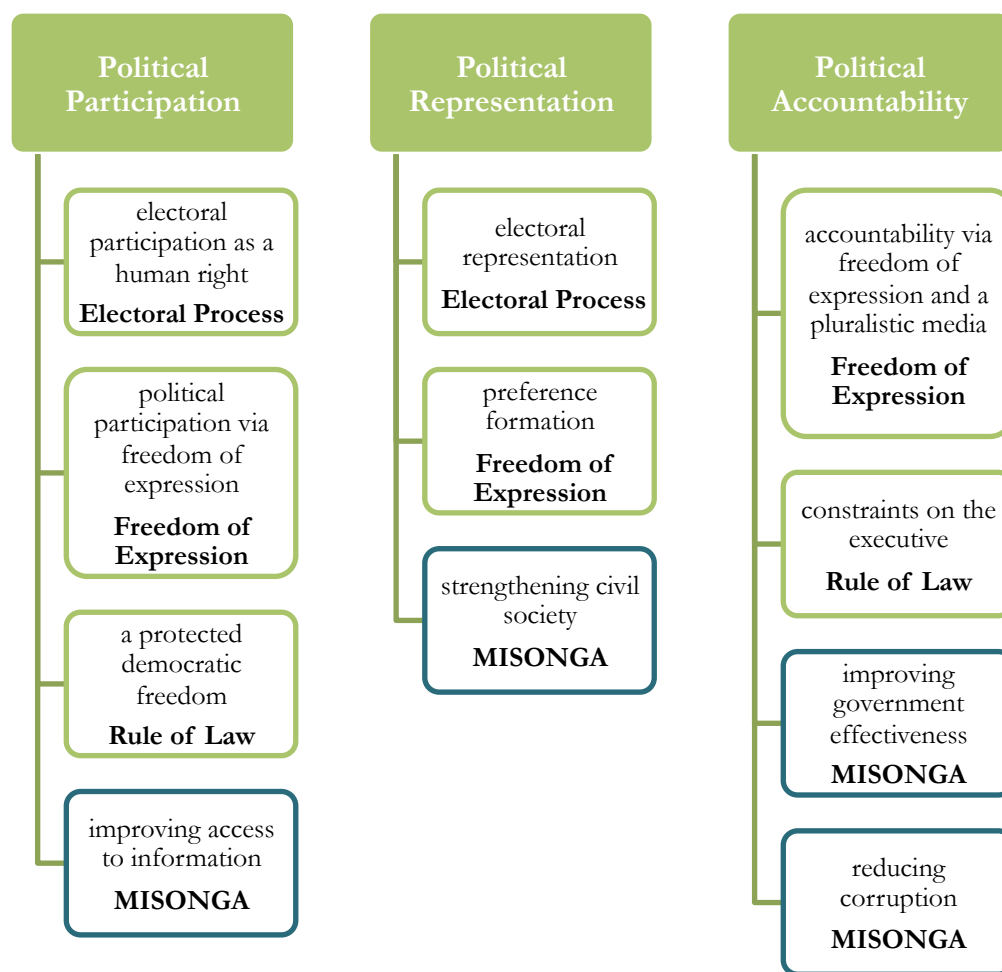 Political
Participation
electoral
participation as a
human right
Electoral Process
political
participation via
freedom of
expression
Freedom of
Expression
a protected
democratic
freedom
Rule of Law
improving access
to information
MISONGA
Political
Representation
electoral
representation
Electoral Process
preference
formation
Freedom of
Expression
strengthening civil
society
MISONGA
Political
Accountability
accountability via
freedom of
expression and a
pluralistic media
Freedom of
Expression
constraints on the
executive
Rule of Law
improving
government
effectiveness
MISONGA
reducing
corruption
MISONGA